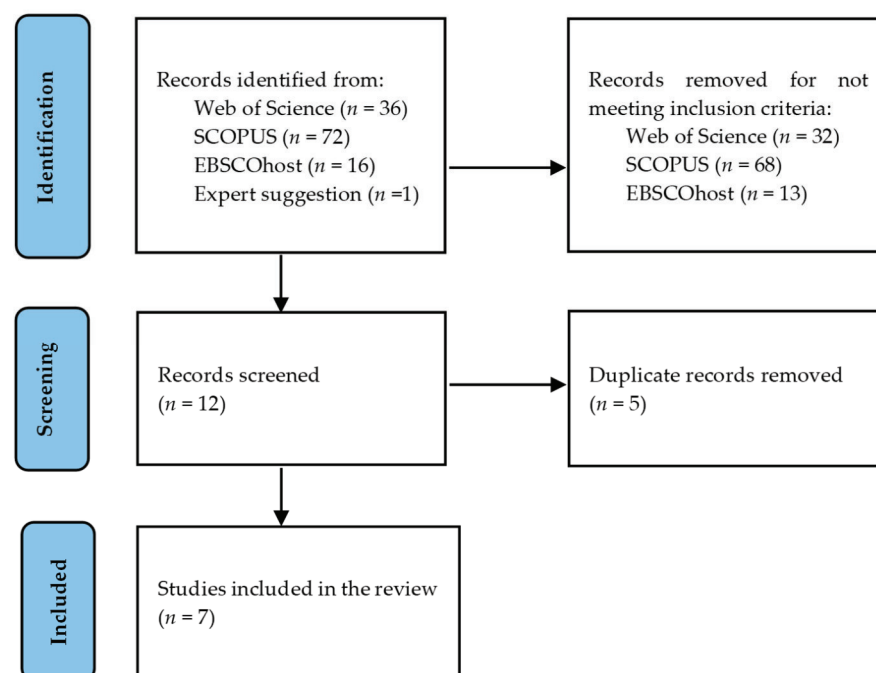 Identification
Records identified from:
Web of Science (n = 36)
SCOPUS (n = 72)
EBSCOhost (n = 16)
Expert suggestion (n =1)
Records removed for not
meeting inclusion criteria:
Web of Science (n = 32)
SCOPUS (n = 68)
EBSCOhost (n = 13)
Screening
Records screened
(n = 12)
Duplicate records removed
(n = 5)
Included
Studies included in the review
(n = 7)